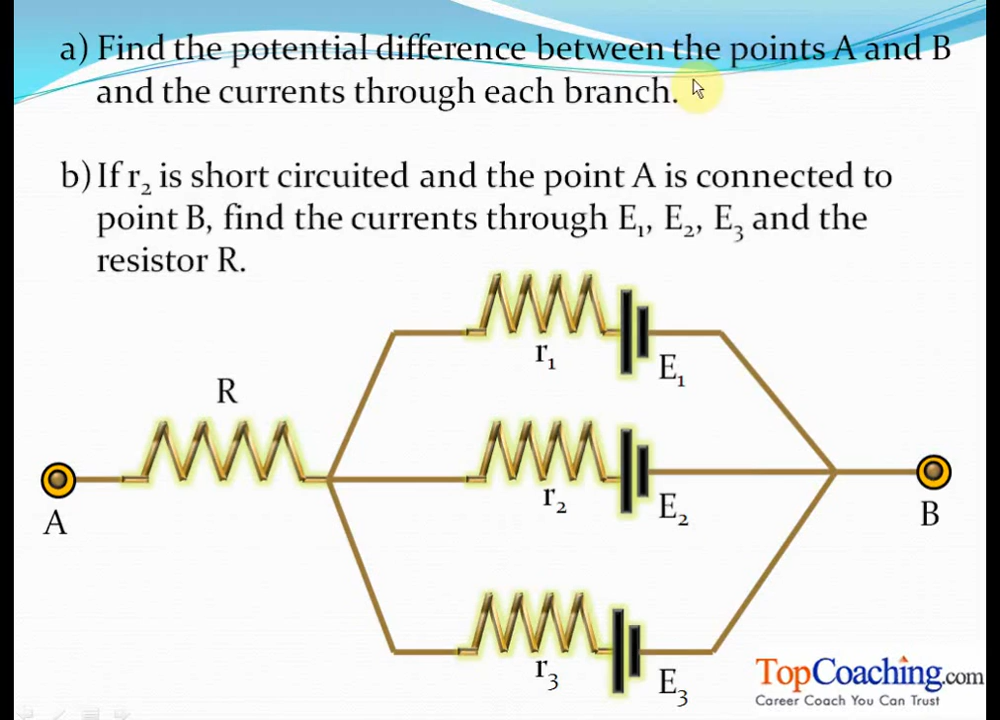 a) Find the potential difference between the points A and B
and the currents through each branch.
b) If r₂ is short circuited and the point A is connected to
point B, find the currents through E₁, E₂, E₃ and the
resistor R.
r₁
E₁
R
r₂
E₂
A
B
r₃
E₃
TopCoaching.com
Career Coach You Can Trust